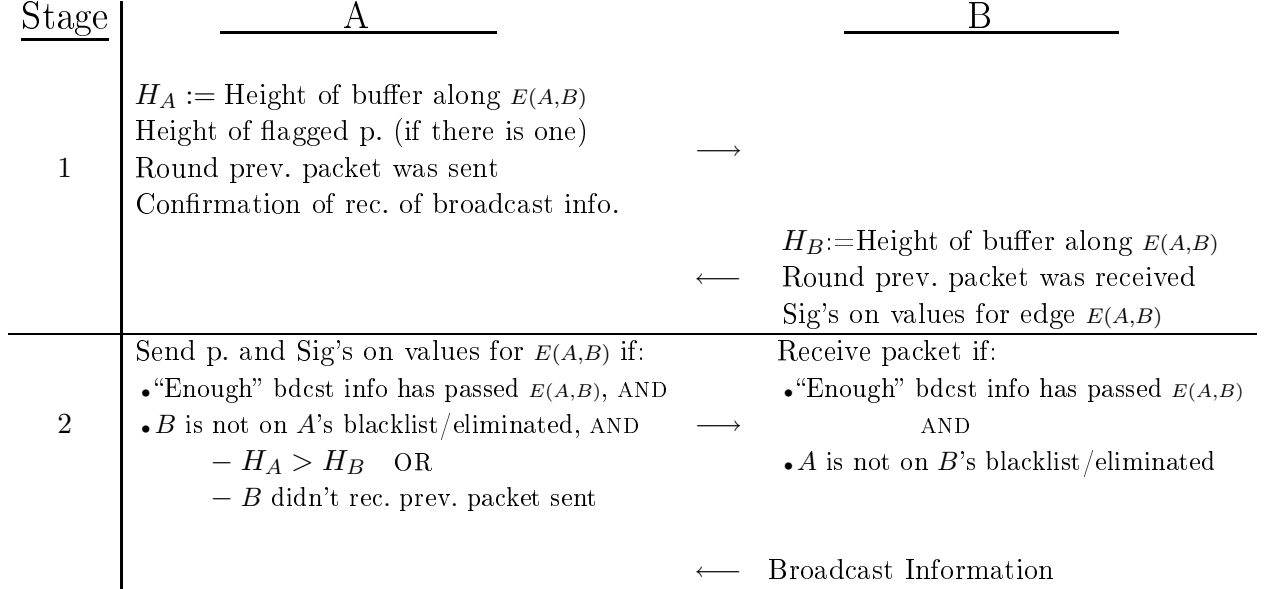 Stage A B
H_A := Height of buffer along E(A,B)
Height of flagged p. (if there is one)
⟶
1 Round prev. packet was sent
Confirmation of rec. of broadcast info.
H_B:=Height of buffer along E(A,B)
⟵ Round prev. packet was received
Sig's on values for edge E(A,B)
Send p. and Sig's on values for E(A,B) if: Receive packet if:
•“Enough” bdcst info has passed E(A,B), AND •“Enough” bdcst info has passed E(A,B)
2 •B is not on A's blacklist/eliminated, AND ⟶ AND
– H_A > H_B OR •A is not on B's blacklist/eliminated
– B didn't rec. prev. packet sent
⟵ Broadcast Information